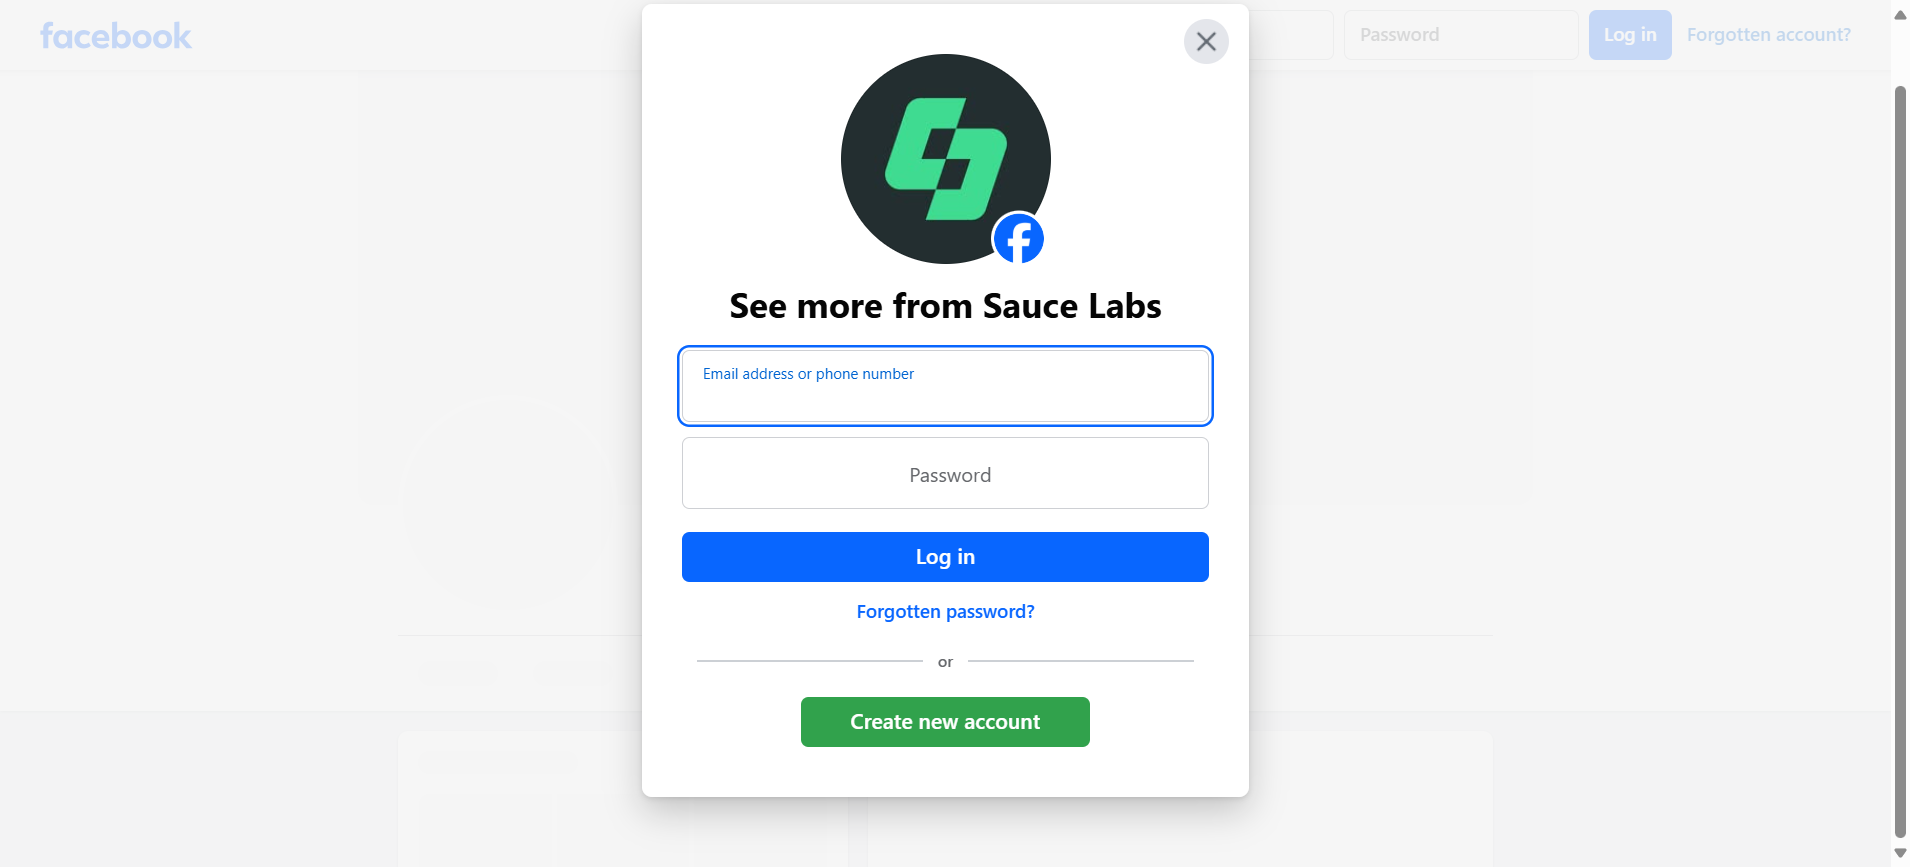 facebook
Password
Log in
Forgotten account?
See more from Sauce Labs
Email address or phone number
Password
Log in
Forgotten password?
or
Create new account